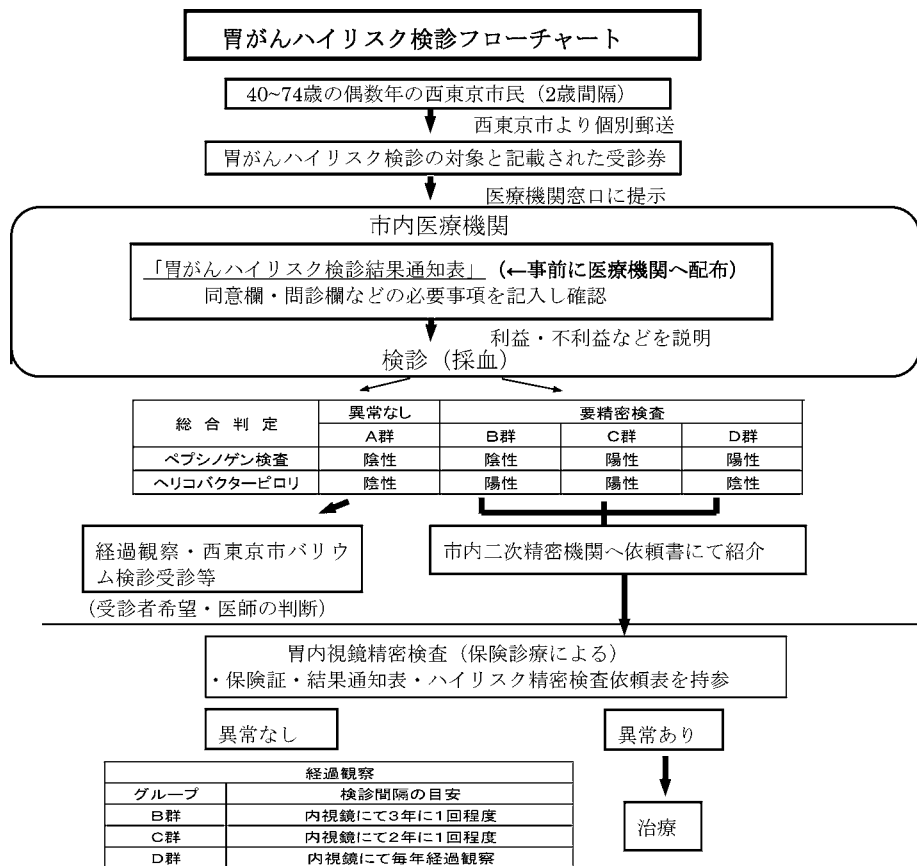 胃がんハイリスク検診フローチャート
40~74歳の偶数年の西東京市民（2歳間隔）
西東京市より個別郵送
胃がんハイリスク検診の対象と記載された受診券
医療機関窓口に提示
市内医療機関
「胃がんハイリスク検診結果通知表」（←事前に医療機関へ配布）
同意欄・問診欄などの必要事項を記入し確認
利益・不利益などを説明
検診（採血）
総合判定 異常なし 要精密検査
A群 B群 C群 D群
ペプシノゲン検査 陰性 陰性 陽性 陽性
ヘリコバクターピロリ 陰性 陽性 陽性 陰性
経過観察・西東京市バリウ
ム検診受診等
（受診者希望・医師の判断）
市内二次精密機関へ依頼書にて紹介
胃内視鏡精密検査（保険診療による）
・保険証・結果通知表・ハイリスク精密検査依頼表を持参
異常なし
異常あり
経過観察
グループ 検診間隔の目安
B群 内視鏡にて3年に1回程度
C群 内視鏡にて2年に1回程度
D群 内視鏡にて毎年経過観察
治療